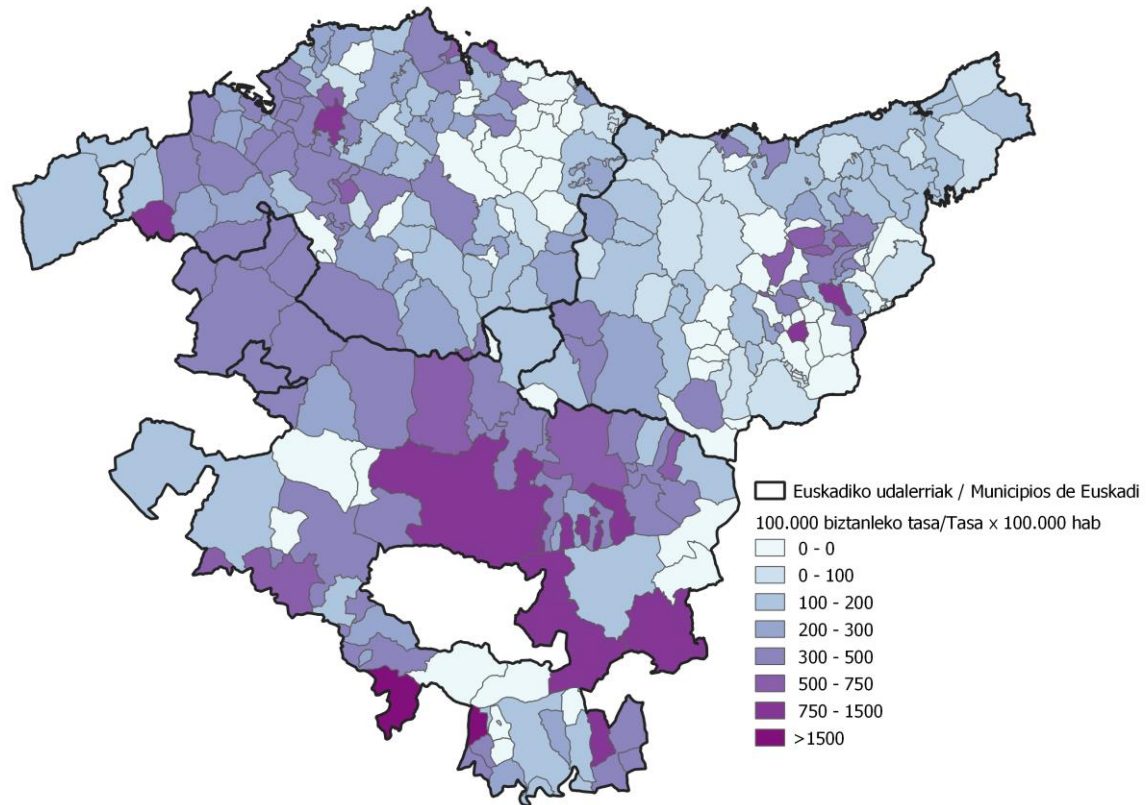 Euskadiko udalerriak / Municipios de Euskadi
100.000 biztanleko tasa/Tasa x 100.000 hab
0 - 0
0 - 100
100 - 200
200 - 300
300 - 500
500 - 750
750 - 1500
>1500